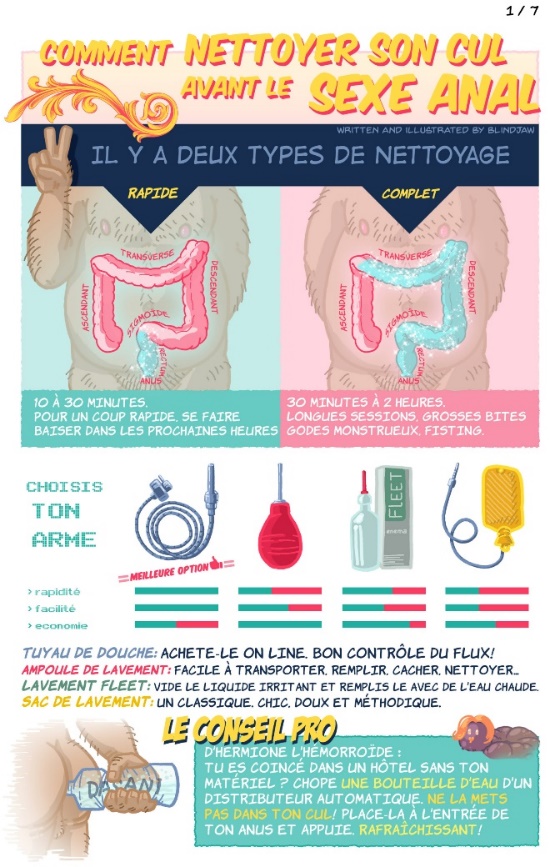 1 / 7
COMMENT NETTOYER SON CUL
AVANT LE SEXE ANAL
WRITTEN AND ILLUSTRATED BY BLINDJAW
IL Y A DEUX TYPES DE NETTOYAGE
RAPIDE
COMPLET
TRANSVERSE
ASCENDANT
DESCENDANT
SIGMOÏDE
RECTUM
ANUS
TRANSVERSE
ASCENDANT
DESCENDANT
SIGMOÏDE
RECTUM
ANUS
10 À 30 MINUTES.
POUR UN COUP RAPIDE, SE FAIRE
BAISER DANS LES PROCHAINES HEURES
30 MINUTES À 2 HEURES.
LONGUES SESSIONS, GROSSES BITES
GODES MONSTRUEUX, FISTING.
CHOISIS
TON
ARME
FLEET
enema
MEILLEURE OPTION
> rapidité
> facilité
> economie
TUYAU DE DOUCHE: ACHETE-LE ON LINE. BON CONTRÔLE DU FLUX!
AMPOULE DE LAVEMENT: FACILE À TRANSPORTER, REMPLIR, CACHER, NETTOYER...
LAVEMENT FLEET: VIDE LE LIQUIDE IRRITANT ET REMPLIS LE AVEC DE L'EAU CHAUDE.
SAC DE LAVEMENT: UN CLASSIQUE. CHIC, DOUX ET MÉTHODIQUE.
LE CONSEIL PRO
D'HERMIONE L'HÉMORROÏDE :
TU ES COINCÉ DANS UN HÔTEL SANS TON
MATÉRIEL ? CHOPE UNE BOUTEILLE D'EAU D'UN
DISTRIBUTEUR AUTOMATIQUE. NE LA METS
PAS DANS TON CUL! PLACE-LA À L'ENTRÉE DE
TON ANUS ET APPUIE. RAFRAÎCHISSANT!
DASANI